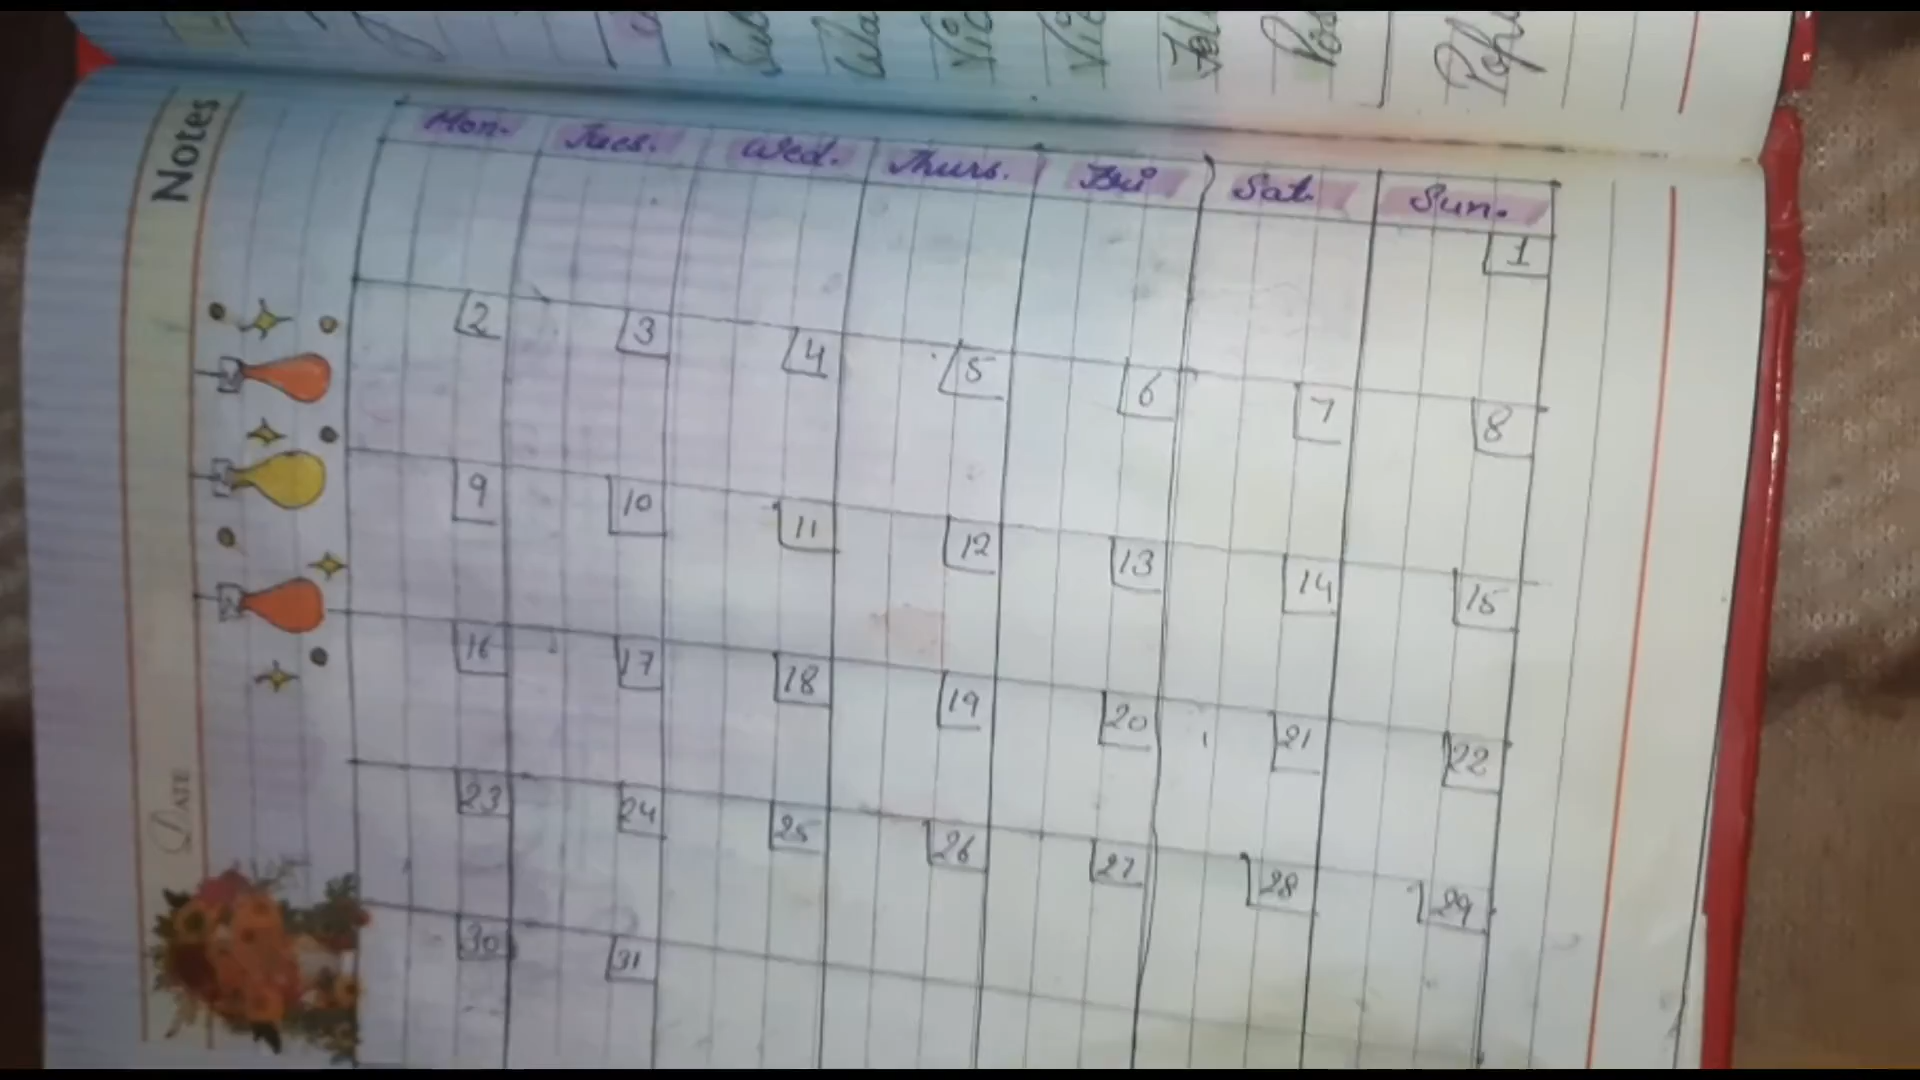 Notes
Mon. Tues. Wed. Thurs. Fri Sat. Sun.
1
2 3 4 5 6 7 8
9 10 11 12 13 14 15
16 17 18 19 20 21 22
23 24 25 26 27 28 29
30 31
DATE